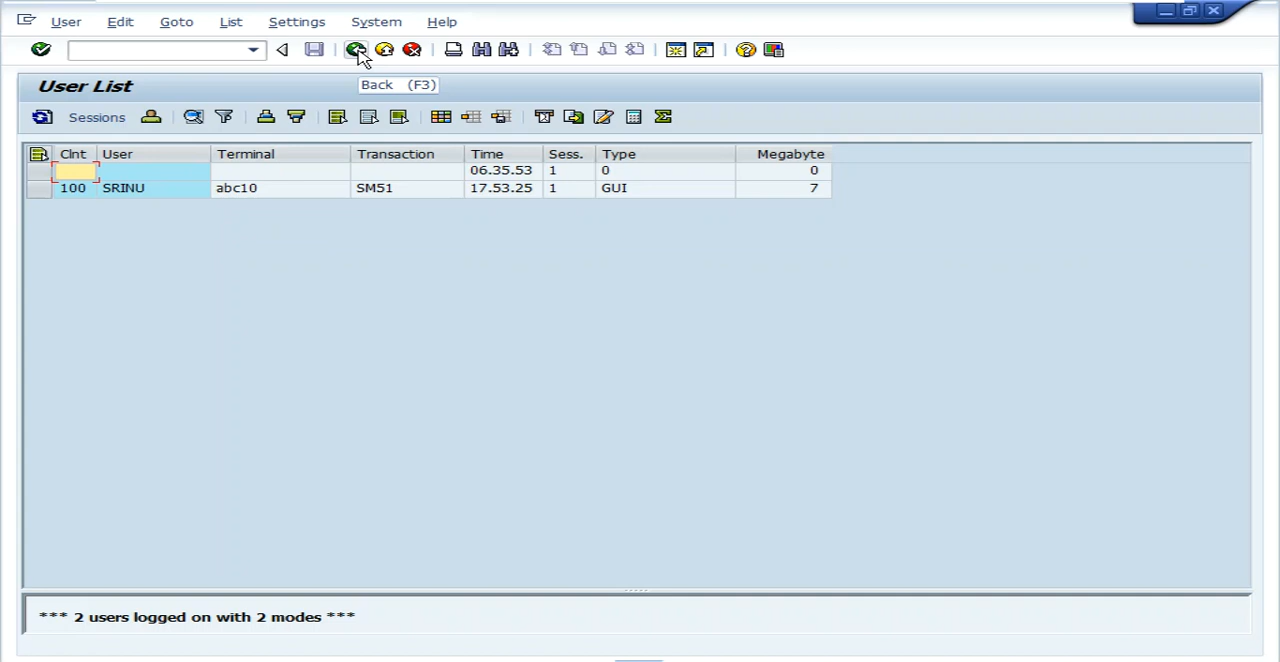 User Edit Goto List Settings System Help
Back (F3)
User List
Sessions
Clnt User Terminal Transaction Time Sess. Type Megabyte
06.35.53 1 0 0
100 SRINU abc10 SM51 17.53.25 1 GUI 7
*** 2 users logged on with 2 modes ***